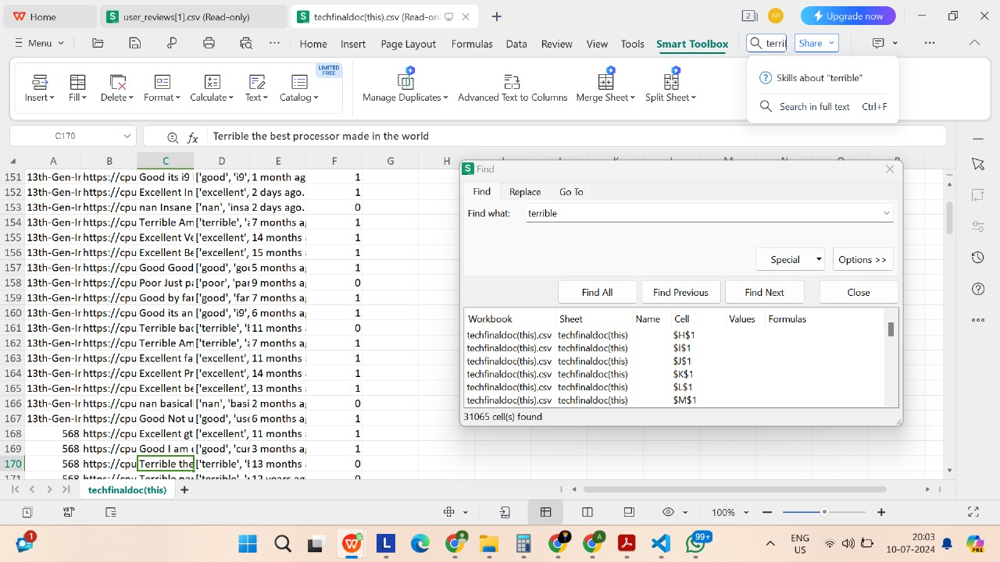 Home
user_reviews[1].csv (Read-only)
techfinaldoc(this).csv (Read-on
2
AB
Upgrade now
Menu
Home Insert Page Layout Formulas Data Review View Tools Smart Toolbox
terril
Share
Insert
Fill
Delete
Format
Calculate
Text
Catalog
LIMITED
FREE
Manage Duplicates
Advanced Text to Columns
Merge Sheet
Split Sheet
Skills about "terrible"
Search in full text Ctrl+F
C170
fx
Terrible the best processor made in the world
A B C D E F G H
151 13th-Gen-Ir https://cpu Good its i9 ['good', 'i9', 1 month ag 1
152 13th-Gen-Ir https://cpu Excellent In ['excellent', 2 days ago. 1
153 13th-Gen-Ir https://cpu nan Insane ['nan', 'insa 2 days ago. 0
154 13th-Gen-Ir https://cpu Terrible Am ['terrible', 'a 7 months a 1
155 13th-Gen-Ir https://cpu Excellent Ve ['excellent', 14 months 1
156 13th-Gen-Ir https://cpu Excellent Be ['excellent', 15 months 1
157 13th-Gen-Ir https://cpu Good Good ['good', 'goo 5 months a 1
158 13th-Gen-Ir https://cpu Poor Just pa ['poor', 'par 9 months a 0
159 13th-Gen-Ir https://cpu Good by far ['good', 'far 7 months a 1
160 13th-Gen-Ir https://cpu Good its an ['good', 'i9', 6 months a 1
161 13th-Gen-Ir https://cpu Terrible bac ['terrible', 'b 11 months 0
162 13th-Gen-Ir https://cpu Terrible Am ['terrible', 'a 7 months a 1
163 13th-Gen-Ir https://cpu Excellent fa ['excellent', 11 months 1
164 13th-Gen-Ir https://cpu Excellent Pr ['excellent', 14 months 1
165 13th-Gen-Ir https://cpu Excellent be ['excellent', 13 months 1
166 13th-Gen-Ir https://cpu nan basicall ['nan', 'basi 2 months a 0
167 13th-Gen-Ir https://cpu Good Not u ['good', 'use 6 months a 1
168 568 https://cpu Excellent gt ['excellent', 11 months 1
169 568 https://cpu Good I am c ['good', 'cur 3 months a 1
170 568 https://cpu Terrible the ['terrible', 'b 13 months 0
171 568 https://cpu Terrible pa ['terrible', 12 years ago
Find
Find Replace Go To
Find what: terrible
Special
Options >>
Find All
Find Previous
Find Next
Close
Workbook Sheet Name Cell Values Formulas
techfinaldoc(this).csv techfinaldoc(this) $H$1
techfinaldoc(this).csv techfinaldoc(this) $I$1
techfinaldoc(this).csv techfinaldoc(this) $J$1
techfinaldoc(this).csv techfinaldoc(this) $K$1
techfinaldoc(this).csv techfinaldoc(this) $L$1
techfinaldoc(this).csv techfinaldoc(this) $M$1
31065 cell(s) found
techfinaldoc(this)
100%
1
99+
ENG
US
20:03
10-07-2024
PRE